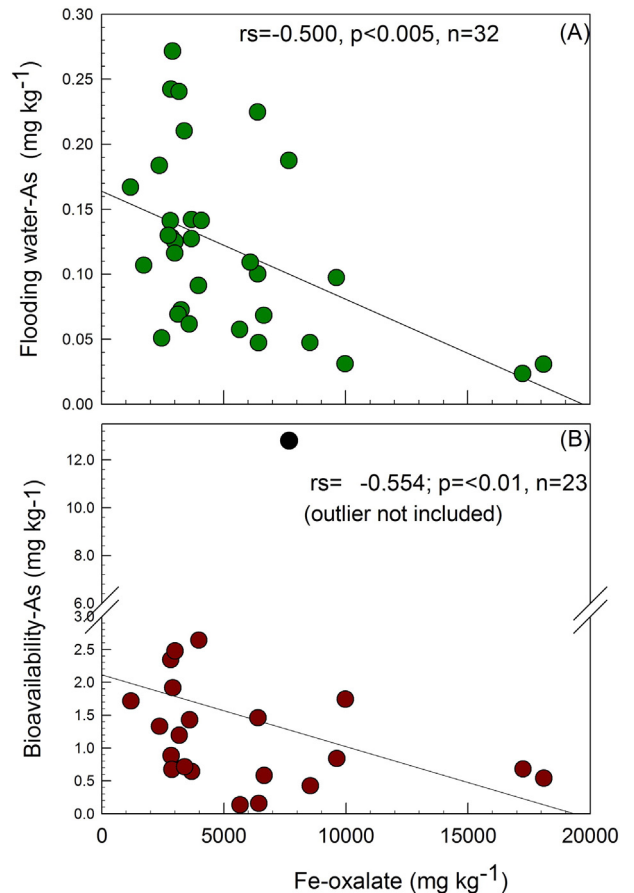 rs=-0.500, p<0.005, n=32
(A)
0.30
0.25
0.20
0.15
0.10
0.05
0.00
Flooding water-As (mg kg-1)
(B)
rs= -0.554; p=<0.01, n=23
(outlier not included)
12.0
10.0
8.0
6.0
3.0
2.5
2.0
1.5
1.0
0.5
0.0
Bioavailability-As (mg kg-1)
0 5000 10000 15000 20000
Fe-oxalate (mg kg-1)